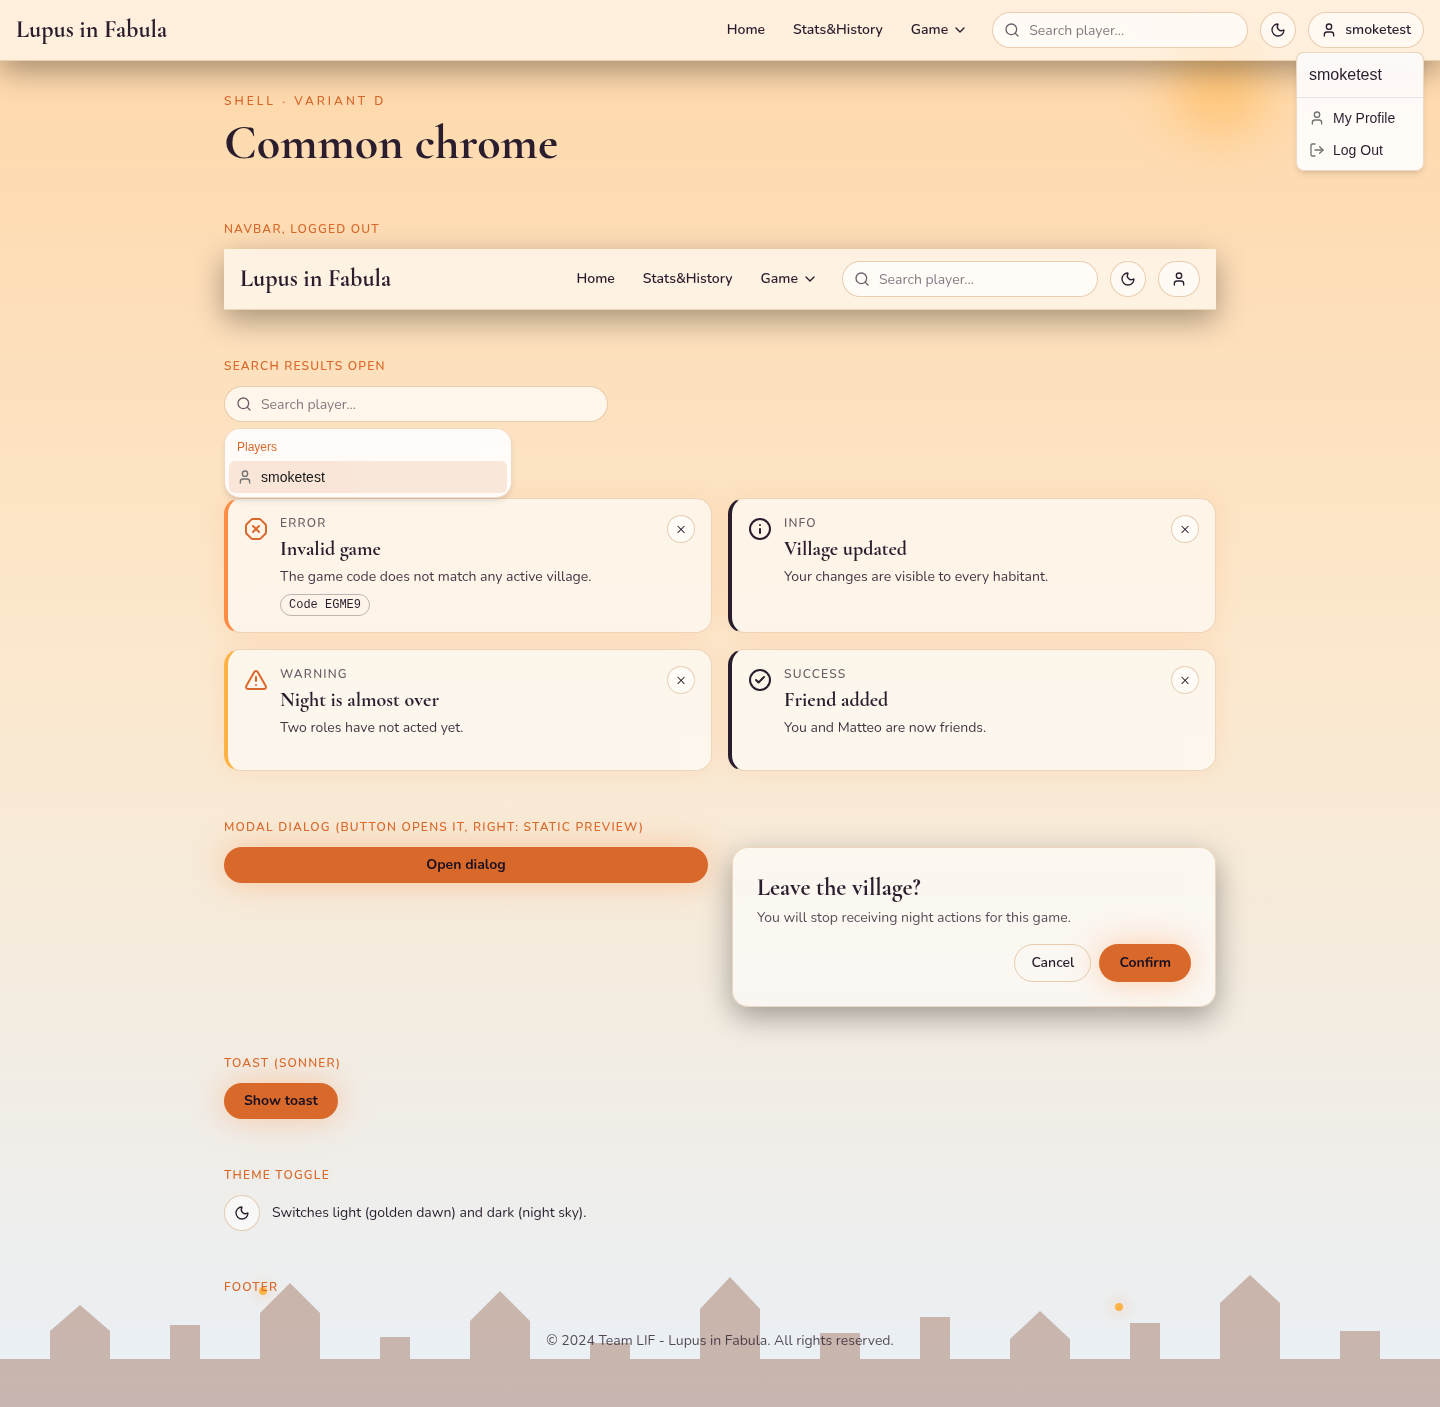 Lupus in Fabula
Home
Stats&History
Game
Search player...
smoketest
smoketest
My Profile
Log Out
SHELL · VARIANT D
Common chrome
NAVBAR, LOGGED OUT
Lupus in Fabula
Home
Stats&History
Game
Search player...
SEARCH RESULTS OPEN
Search player...
Players
smoketest
ERROR
Invalid game
The game code does not match any active village.
Code EGME9
INFO
Village updated
Your changes are visible to every habitant.
WARNING
Night is almost over
Two roles have not acted yet.
SUCCESS
Friend added
You and Matteo are now friends.
MODAL DIALOG (BUTTON OPENS IT, RIGHT: STATIC PREVIEW)
Open dialog
Leave the village?
You will stop receiving night actions for this game.
Cancel
Confirm
TOAST (SONNER)
Show toast
THEME TOGGLE
Switches light (golden dawn) and dark (night sky).
FOOTER
© 2024 Team LIF - Lupus in Fabula. All rights reserved.